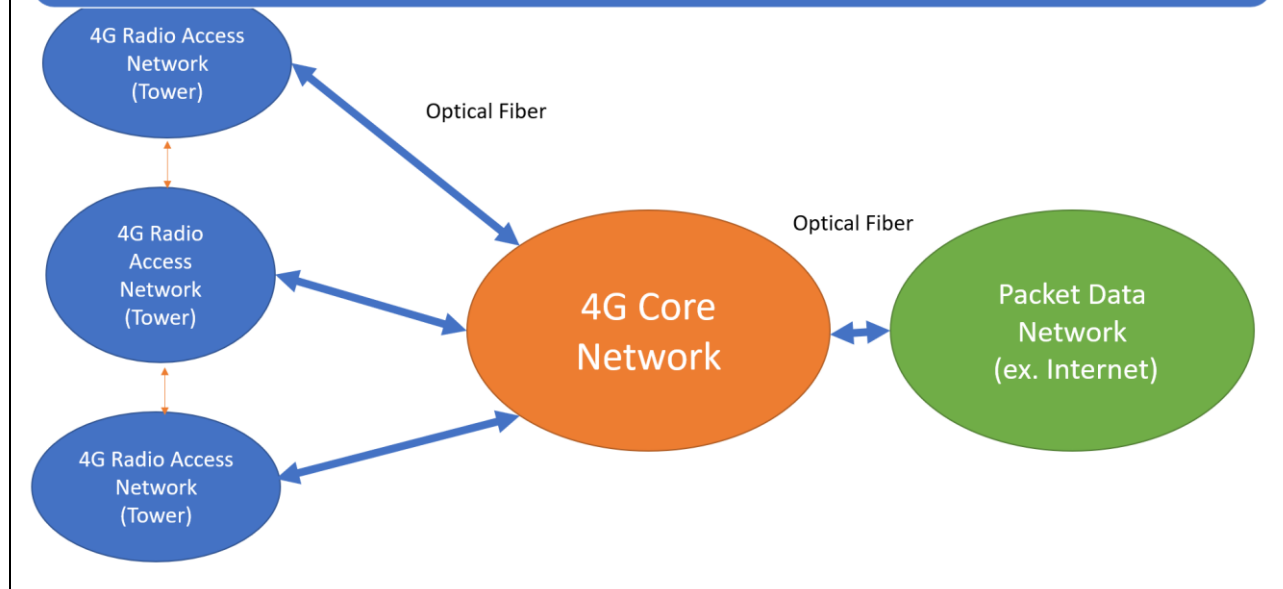 4G Radio Access
Network
(Tower)
Optical Fiber
4G Radio
Access
Network
(Tower)
Optical Fiber
4G Core
Network
Packet Data
Network
(ex. Internet)
4G Radio Access
Network
(Tower)